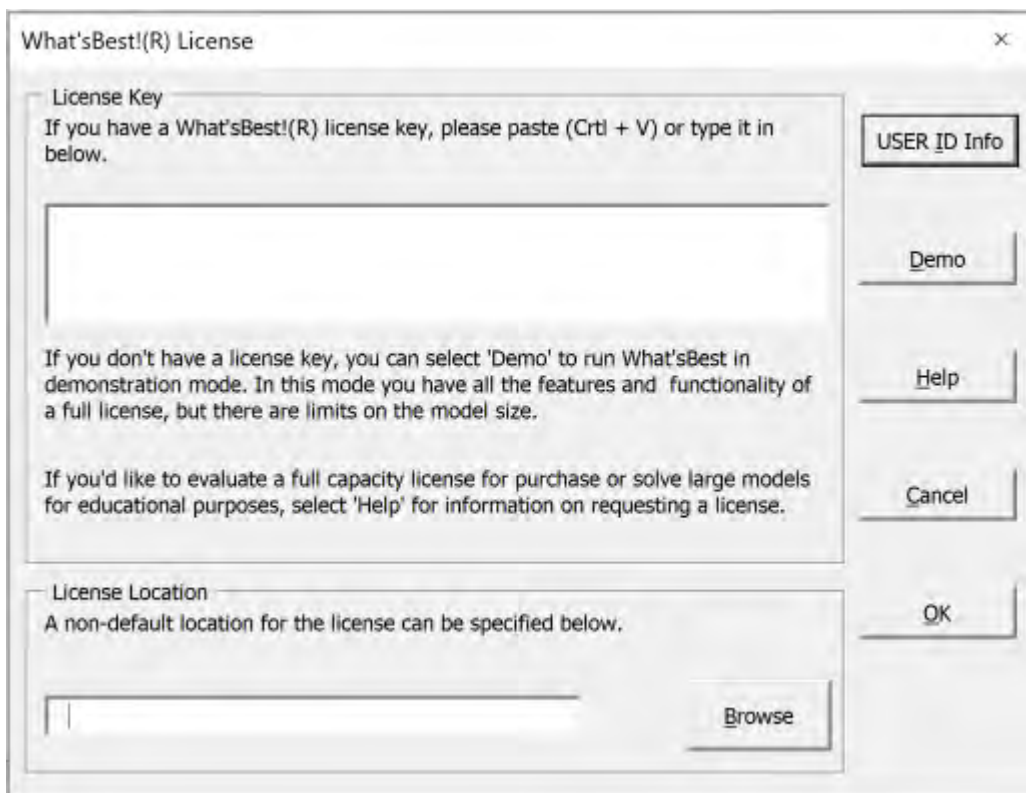 What'sBest!(R) License
×
License Key
If you have a What'sBest!(R) license key, please paste (Crtl + V) or type it in
below.
USER ID Info
Demo
If you don't have a license key, you can select 'Demo' to run What'sBest in
demonstration mode. In this mode you have all the features and functionality of
a full license, but there are limits on the model size.
Help
If you'd like to evaluate a full capacity license for purchase or solve large models
for educational purposes, select 'Help' for information on requesting a license.
Cancel
License Location
A non-default location for the license can be specified below.
OK
Browse